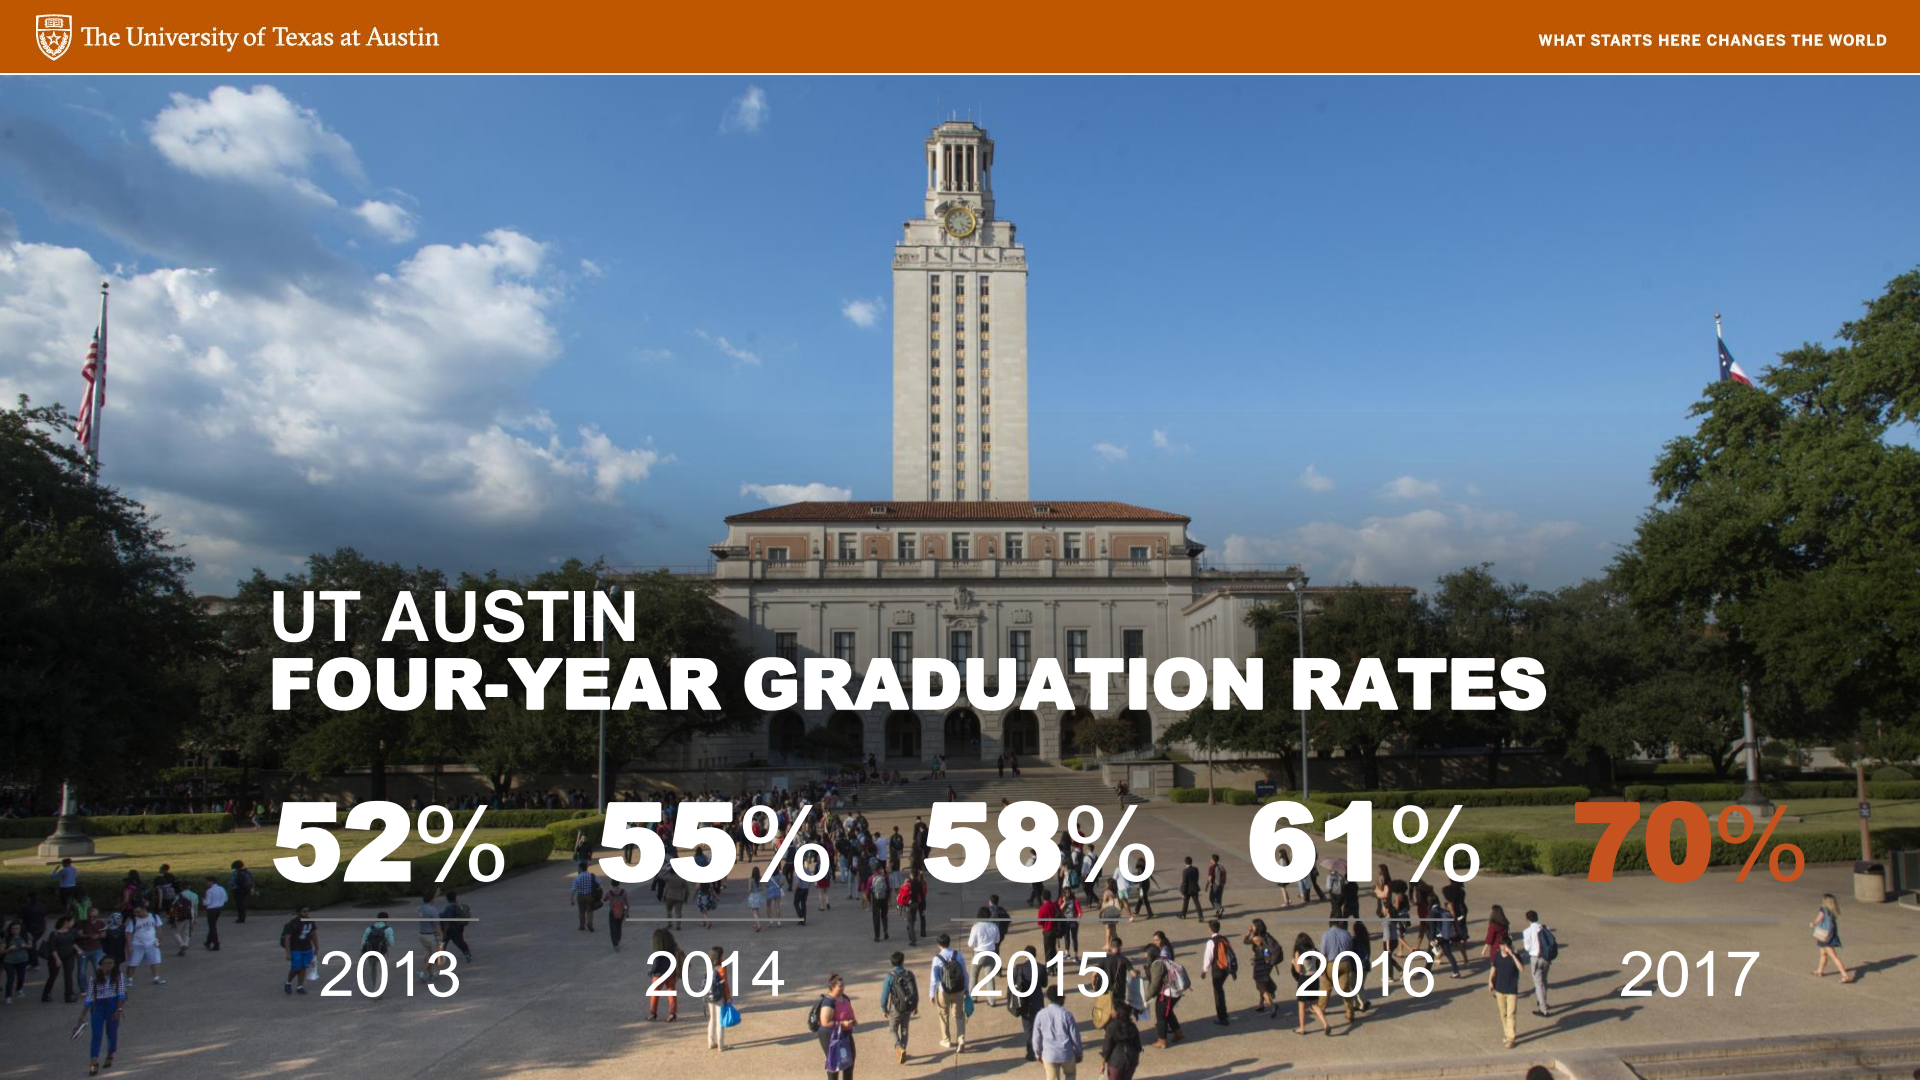 The University of Texas at Austin
WHAT STARTS HERE CHANGES THE WORLD
UT AUSTIN
FOUR-YEAR GRADUATION RATES
52% 55% 58% 61% 70%
2013 2014 2015 2016 2017